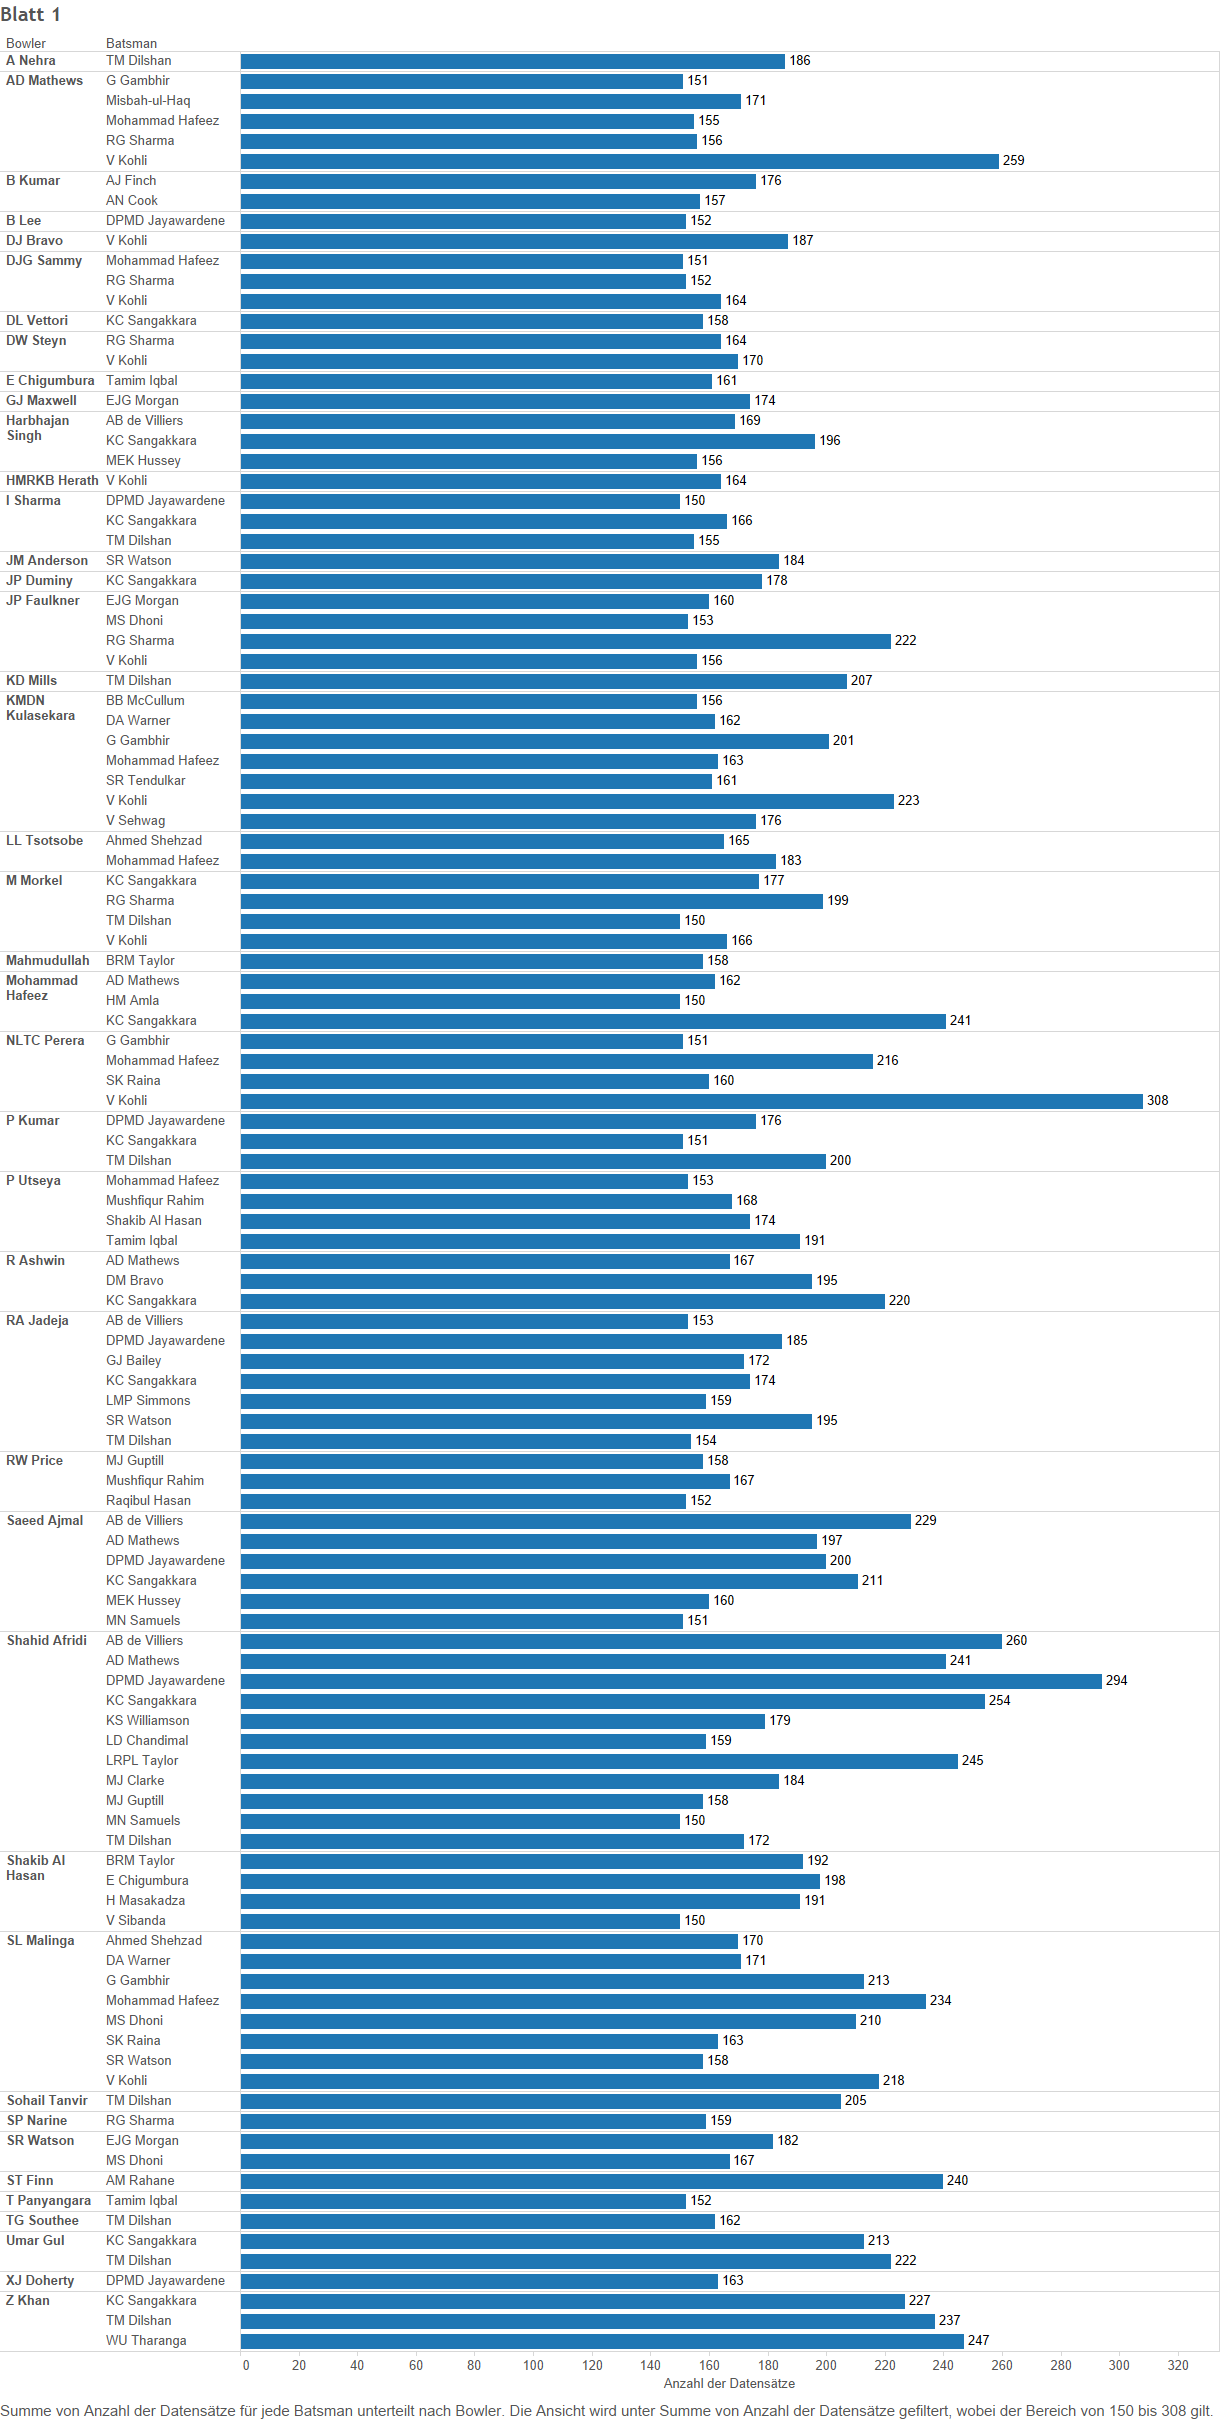 Blatt 1
Bowler Batsman
A Nehra TM Dilshan 186
AD Mathews G Gambhir 151
Misbah-ul-Haq 171
Mohammad Hafeez 155
RG Sharma 156
V Kohli 259
B Kumar AJ Finch 176
AN Cook 157
B Lee DPMD Jayawardene 152
DJ Bravo V Kohli 187
DJG Sammy Mohammad Hafeez 151
RG Sharma 152
V Kohli 164
DL Vettori KC Sangakkara 158
DW Steyn RG Sharma 164
V Kohli 170
E Chigumbura Tamim Iqbal 161
GJ Maxwell EJG Morgan 174
Harbhajan AB de Villiers 169
Singh KC Sangakkara 196
MEK Hussey 156
HMRKB Herath V Kohli 164
I Sharma DPMD Jayawardene 150
KC Sangakkara 166
TM Dilshan 155
JM Anderson SR Watson 184
JP Duminy KC Sangakkara 178
JP Faulkner EJG Morgan 160
MS Dhoni 153
RG Sharma 222
V Kohli 156
KD Mills TM Dilshan 207
KMDN BB McCullum 156
Kulasekara DA Warner 162
G Gambhir 201
Mohammad Hafeez 163
SR Tendulkar 161
V Kohli 223
V Sehwag 176
LL Tsotsobe Ahmed Shehzad 165
Mohammad Hafeez 183
M Morkel KC Sangakkara 177
RG Sharma 199
TM Dilshan 150
V Kohli 166
Mahmudullah BRM Taylor 158
Mohammad AD Mathews 162
Hafeez HM Amla 150
KC Sangakkara 241
NLTC Perera G Gambhir 151
Mohammad Hafeez 216
SK Raina 160
V Kohli 308
P Kumar DPMD Jayawardene 176
KC Sangakkara 151
TM Dilshan 200
P Utseya Mohammad Hafeez 153
Mushfiqur Rahim 168
Shakib Al Hasan 174
Tamim Iqbal 191
R Ashwin AD Mathews 167
DM Bravo 195
KC Sangakkara 220
RA Jadeja AB de Villiers 153
DPMD Jayawardene 185
GJ Bailey 172
KC Sangakkara 174
LMP Simmons 159
SR Watson 195
TM Dilshan 154
RW Price MJ Guptill 158
Mushfiqur Rahim 167
Raqibul Hasan 152
Saeed Ajmal AB de Villiers 229
AD Mathews 197
DPMD Jayawardene 200
KC Sangakkara 211
MEK Hussey 160
MN Samuels 151
Shahid Afridi AB de Villiers 260
AD Mathews 241
DPMD Jayawardene 294
KC Sangakkara 254
KS Williamson 179
LD Chandimal 159
LRPL Taylor 245
MJ Clarke 184
MJ Guptill 158
MN Samuels 150
TM Dilshan 172
Shakib Al BRM Taylor 192
Hasan E Chigumbura 198
H Masakadza 191
V Sibanda 150
SL Malinga Ahmed Shehzad 170
DA Warner 171
G Gambhir 213
Mohammad Hafeez 234
MS Dhoni 210
SK Raina 163
SR Watson 158
V Kohli 218
Sohail Tanvir TM Dilshan 205
SP Narine RG Sharma 159
SR Watson EJG Morgan 182
MS Dhoni 167
ST Finn AM Rahane 240
T Panyangara Tamim Iqbal 152
TG Southee TM Dilshan 162
Umar Gul KC Sangakkara 213
TM Dilshan 222
XJ Doherty DPMD Jayawardene 163
Z Khan KC Sangakkara 227
TM Dilshan 237
WU Tharanga 247
0 20 40 60 80 100 120 140 160 180 200 220 240 260 280 300 320
Anzahl der Datensätze
Summe von Anzahl der Datensätze für jede Batsman unterteilt nach Bowler. Die Ansicht wird unter Summe von Anzahl der Datensätze gefiltert, wobei der Bereich von 150 bis 308 gilt.